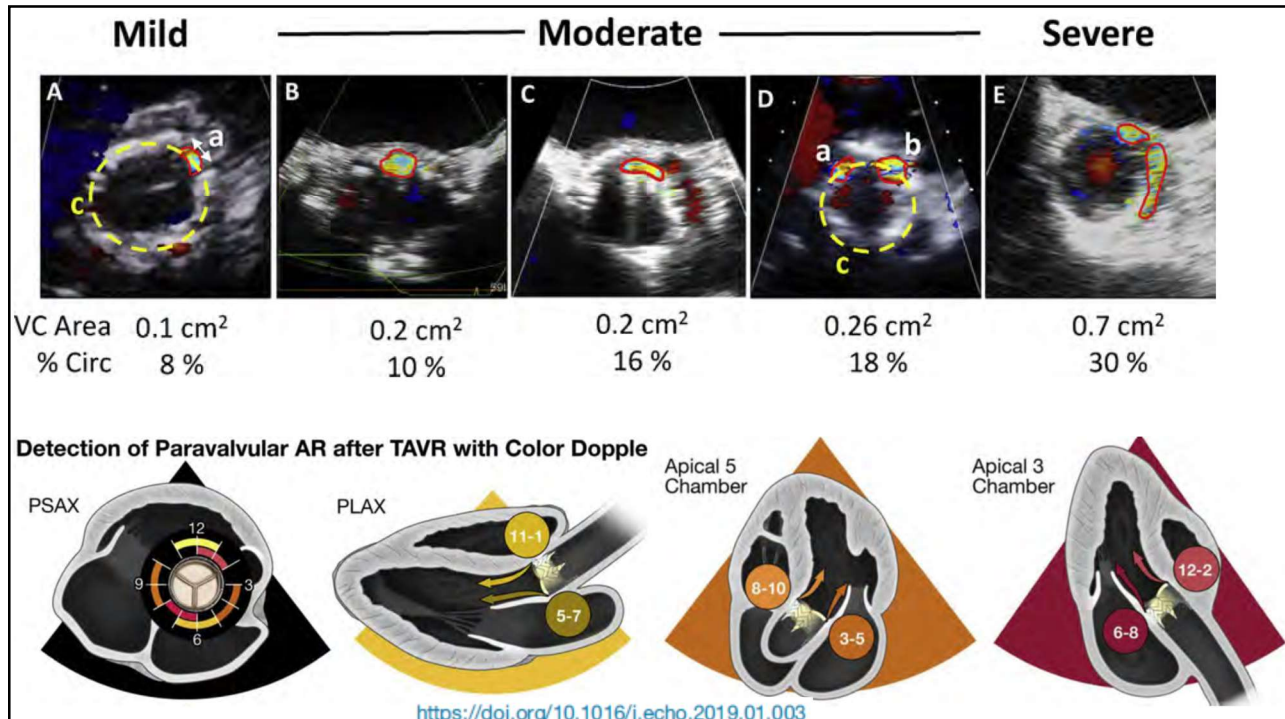 Mild Moderate Severe
A B C D E
a
c
a b
c
59L
VC Area 0.1 cm² 0.2 cm² 0.2 cm² 0.26 cm² 0.7 cm²
% Circ 8 % 10 % 16 % 18 % 30 %
Detection of Paravalvular AR after TAVR with Color Dopple
PSAX
12
9 3
6
PLAX
11-1
5-7
Apical 5
Chamber
8-10
3-5
Apical 3
Chamber
12-2
6-8
https://doi.org/10.1016/j.echo.2019.01.003